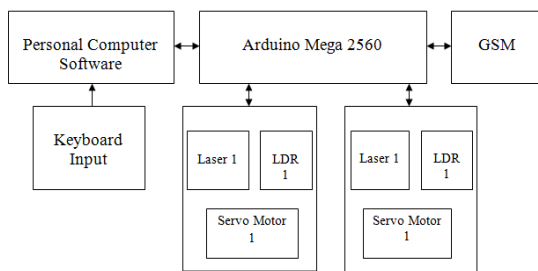 Personal Computer
Software
Arduino Mega 2560
GSM
Keyboard
Input
Laser 1
LDR
1
Servo Motor
1
Laser 1
LDR
1
Servo Motor
1